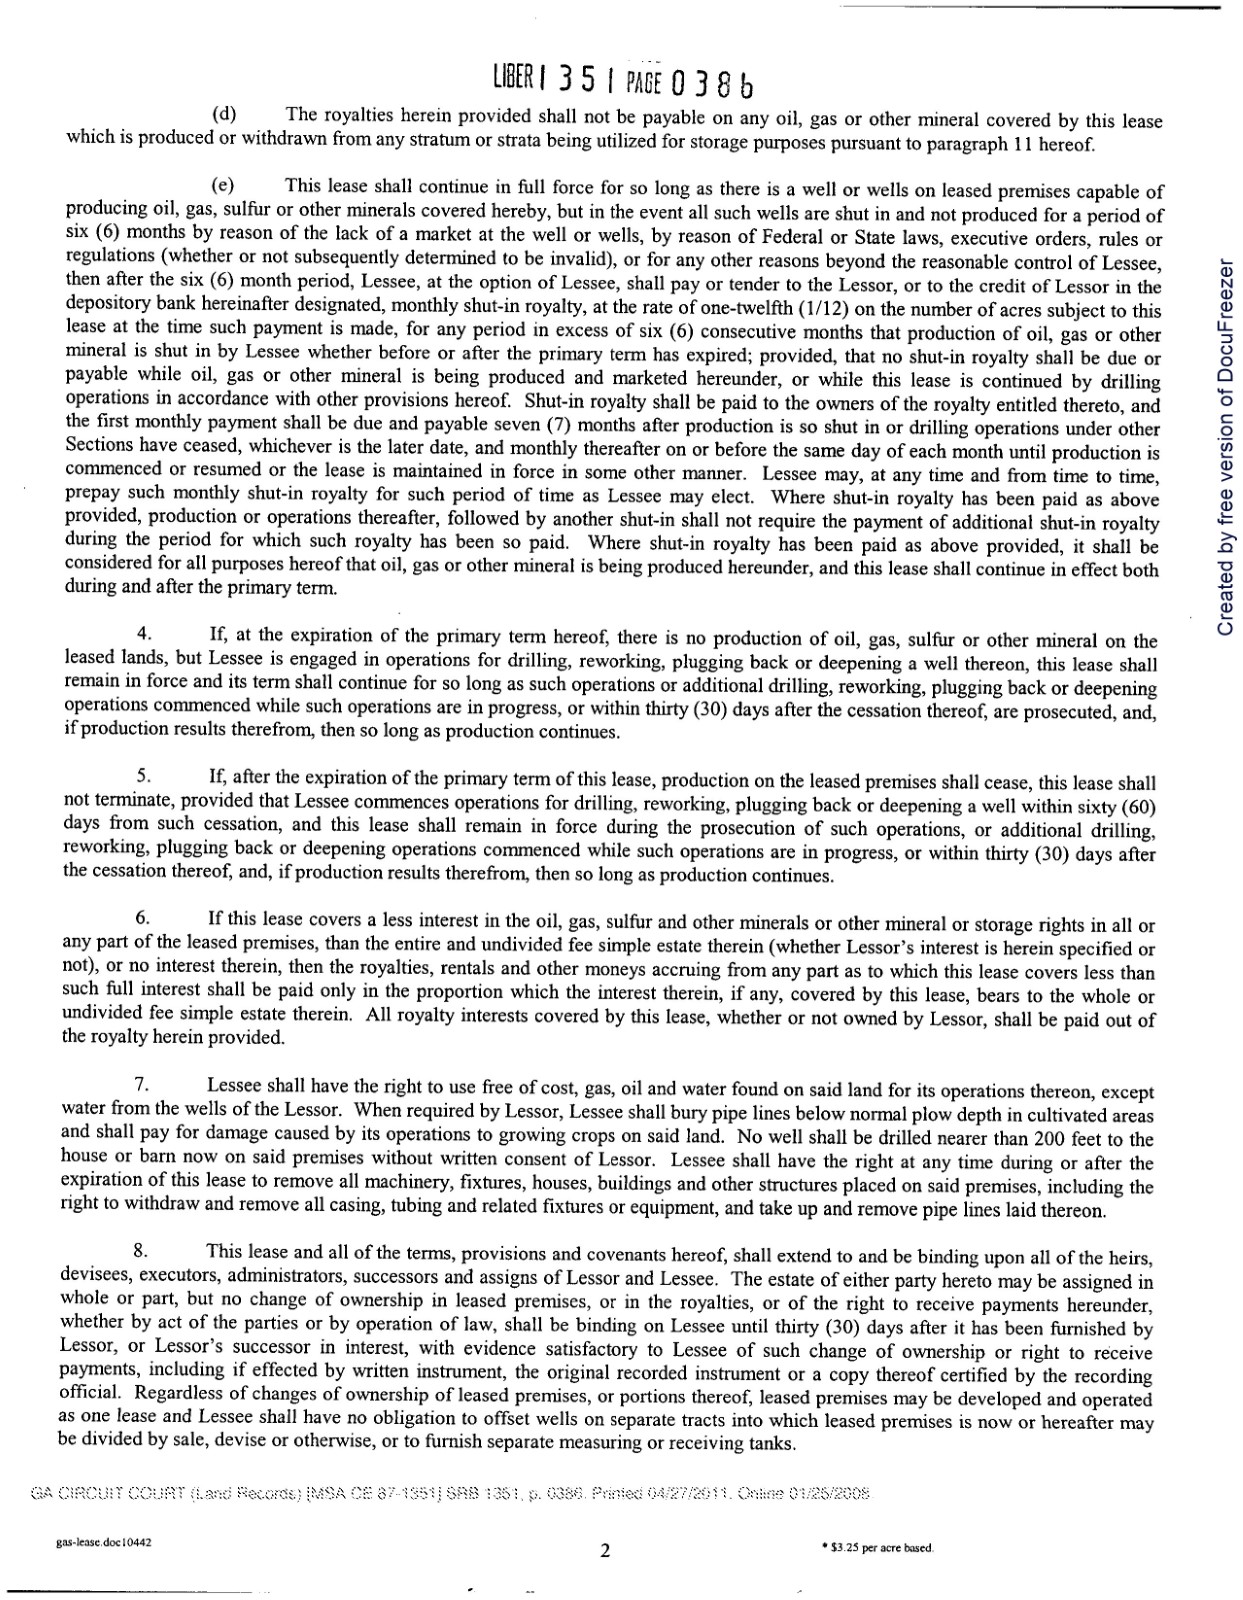 LIBER 1351 PAGE 0386
(d) The royalties herein provided shall not be payable on any oil, gas or other mineral covered by this lease
which is produced or withdrawn from any stratum or strata being utilized for storage purposes pursuant to paragraph 11 hereof.
(e) This lease shall continue in full force for so long as there is a well or wells on leased premises capable of
producing oil, gas, sulfur or other minerals covered hereby, but in the event all such wells are shut in and not produced for a period of
six (6) months by reason of the lack of a market at the well or wells, by reason of Federal or State laws, executive orders, rules or
regulations (whether or not subsequently determined to be invalid), or for any other reasons beyond the reasonable control of Lessee,
then after the six (6) month period, Lessee, at the option of Lessee, shall pay or tender to the Lessor, or to the credit of Lessor in the
depository bank hereinafter designated, monthly shut-in royalty, at the rate of one-twelfth (1/12) on the number of acres subject to this
lease at the time such payment is made, for any period in excess of six (6) consecutive months that production of oil, gas or other
mineral is shut in by Lessee whether before or after the primary term has expired; provided, that no shut-in royalty shall be due or
payable while oil, gas or other mineral is being produced and marketed hereunder, or while this lease is continued by drilling
operations in accordance with other provisions hereof. Shut-in royalty shall be paid to the owners of the royalty entitled thereto, and
the first monthly payment shall be due and payable seven (7) months after production is so shut in or drilling operations under other
Sections have ceased, whichever is the later date, and monthly thereafter on or before the same day of each month until production is
commenced or resumed or the lease is maintained in force in some other manner. Lessee may, at any time and from time to time,
prepay such monthly shut-in royalty for such period of time as Lessee may elect. Where shut-in royalty has been paid as above
provided, production or operations thereafter, followed by another shut-in shall not require the payment of additional shut-in royalty
during the period for which such royalty has been so paid. Where shut-in royalty has been paid as above provided, it shall be
considered for all purposes hereof that oil, gas or other mineral is being produced hereunder, and this lease shall continue in effect both
during and after the primary term.
4. If, at the expiration of the primary term hereof, there is no production of oil, gas, sulfur or other mineral on the
leased lands, but Lessee is engaged in operations for drilling, reworking, plugging back or deepening a well thereon, this lease shall
remain in force and its term shall continue for so long as such operations or additional drilling, reworking, plugging back or deepening
operations commenced while such operations are in progress, or within thirty (30) days after the cessation thereof, are prosecuted, and,
if production results therefrom, then so long as production continues.
5. If, after the expiration of the primary term of this lease, production on the leased premises shall cease, this lease shall
not terminate, provided that Lessee commences operations for drilling, reworking, plugging back or deepening a well within sixty (60)
days from such cessation, and this lease shall remain in force during the prosecution of such operations, or additional drilling,
reworking, plugging back or deepening operations commenced while such operations are in progress, or within thirty (30) days after
the cessation thereof, and, if production results therefrom, then so long as production continues.
6. If this lease covers a less interest in the oil, gas, sulfur and other minerals or other mineral or storage rights in all or
any part of the leased premises, than the entire and undivided fee simple estate therein (whether Lessor's interest is herein specified or
not), or no interest therein, then the royalties, rentals and other moneys accruing from any part as to which this lease covers less than
such full interest shall be paid only in the proportion which the interest therein, if any, covered by this lease, bears to the whole or
undivided fee simple estate therein. All royalty interests covered by this lease, whether or not owned by Lessor, shall be paid out of
the royalty herein provided.
7. Lessee shall have the right to use free of cost, gas, oil and water found on said land for its operations thereon, except
water from the wells of the Lessor. When required by Lessor, Lessee shall bury pipe lines below normal plow depth in cultivated areas
and shall pay for damage caused by its operations to growing crops on said land. No well shall be drilled nearer than 200 feet to the
house or barn now on said premises without written consent of Lessor. Lessee shall have the right at any time during or after the
expiration of this lease to remove all machinery, fixtures, houses, buildings and other structures placed on said premises, including the
right to withdraw and remove all casing, tubing and related fixtures or equipment, and take up and remove pipe lines laid thereon.
8. This lease and all of the terms, provisions and covenants hereof, shall extend to and be binding upon all of the heirs,
devisees, executors, administrators, successors and assigns of Lessor and Lessee. The estate of either party hereto may be assigned in
whole or part, but no change of ownership in leased premises, or in the royalties, or of the right to receive payments hereunder,
whether by act of the parties or by operation of law, shall be binding on Lessee until thirty (30) days after it has been furnished by
Lessor, or Lessor's successor in interest, with evidence satisfactory to Lessee of such change of ownership or right to receive
payments, including if effected by written instrument, the original recorded instrument or a copy thereof certified by the recording
official. Regardless of changes of ownership of leased premises, or portions thereof, leased premises may be developed and operated
as one lease and Lessee shall have no obligation to offset wells on separate tracts into which leased premises is now or hereafter may
be divided by sale, devise or otherwise, or to furnish separate measuring or receiving tanks.
GA CIRCUIT COURT (Land Records) [MSA CE 87-1351] SRB 1351, p. 0386. Printed 04/27/2011. Online 01/25/2008.
gas-lease.doc10442
2
* $3.25 per acre based.
Created by free version of DocuFreezer